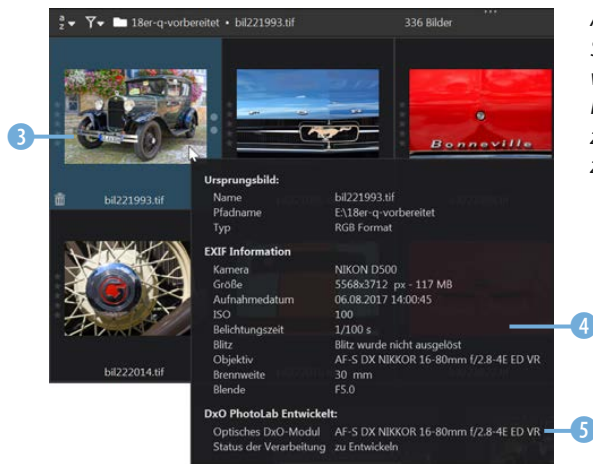 a z 18er-q-vorbereitet • bil221993.tif 336 Bilder
Bonneville
3
bil221993.tif
Ursprungsbild:
Name bil221993.tif
Pfadname E:\18er-q-vorbereitet
Typ RGB Format
EXIF Information
Kamera NIKON D500
Größe 5568x3712 px - 117 MB
Aufnahmedatum 06.08.2017 14:00:45
ISO 100
Belichtungszeit 1/100 s
4
Blitz Blitz wurde nicht ausgelöst
Objektiv AF-S DX NIKKOR 16-80mm f/2.8-4E ED VR
Brennweite 30 mm
bil222014.tif
Blende F5.0
DxO PhotoLab Entwickelt:
Optisches DxO-Modul AF-S DX NIKKOR 16-80mm f/2.8-4E ED VR
5
Status der Verarbeitung zu Entwickeln